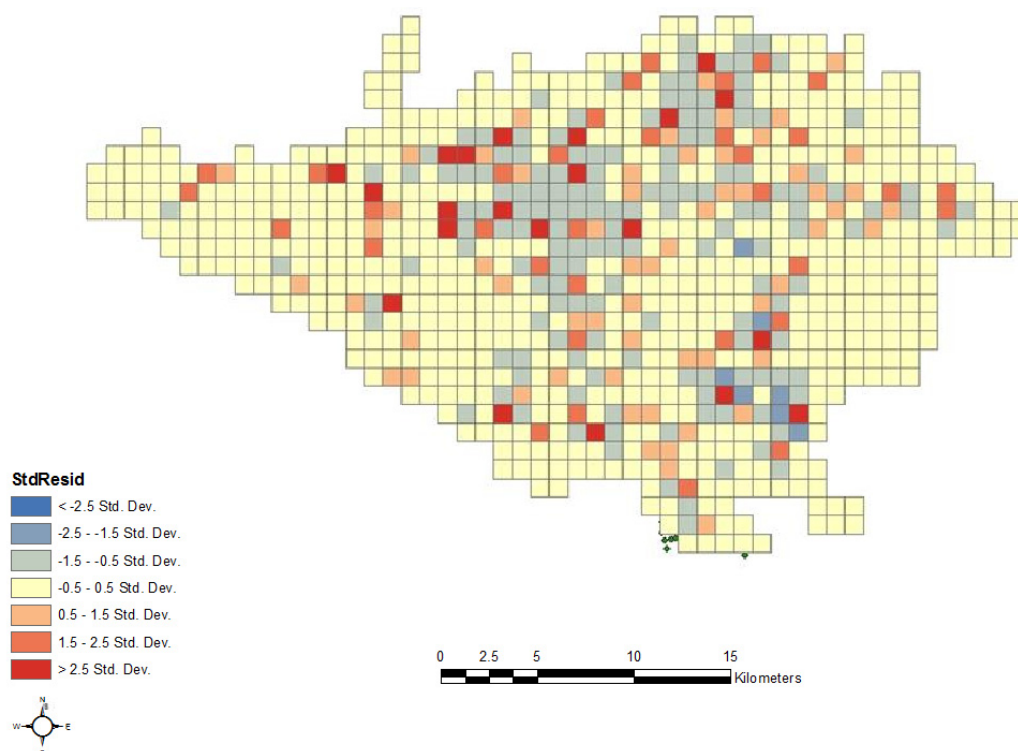 StdResid
< -2.5 Std. Dev.
-2.5 - -1.5 Std. Dev.
-1.5 - -0.5 Std. Dev.
-0.5 - 0.5 Std. Dev.
0.5 - 1.5 Std. Dev.
1.5 - 2.5 Std. Dev.
> 2.5 Std. Dev.
0 2.5 5 10 15
Kilometers
N
W E